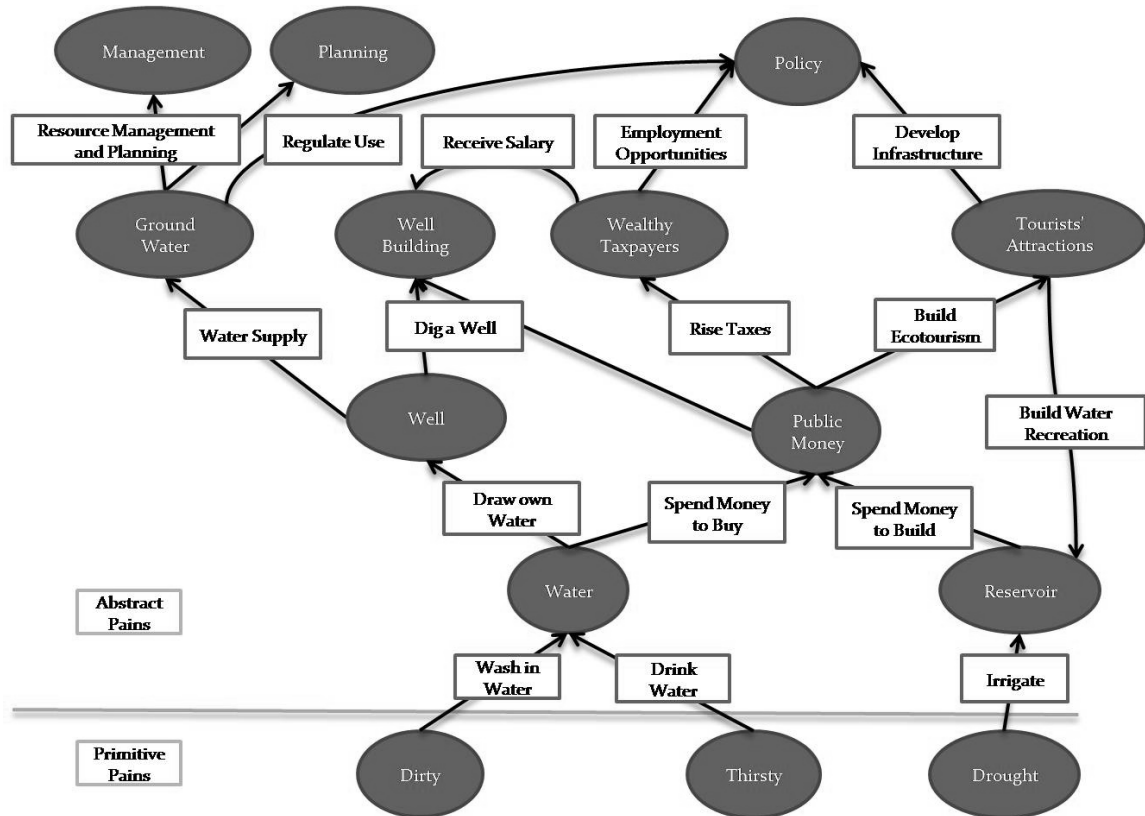 Management
Planning
Policy
Resource Management
and Planning
Regulate Use
Receive Salary
Employment
Opportunities
Develop
Infrastructure
Ground
Water
Well
Building
Wealthy
Taxpayers
Tourists'
Attractions
Water Supply
Dig a Well
Rise Taxes
Build
Ecotourism
Well
Public
Money
Build Water
Recreation
Draw own
Water
Spend Money
to Buy
Spend Money
to Build
Water
Reservoir
Abstract
Pains
Wash in
Water
Drink
Water
Irrigate
Primitive
Pains
Dirty
Thirsty
Drought